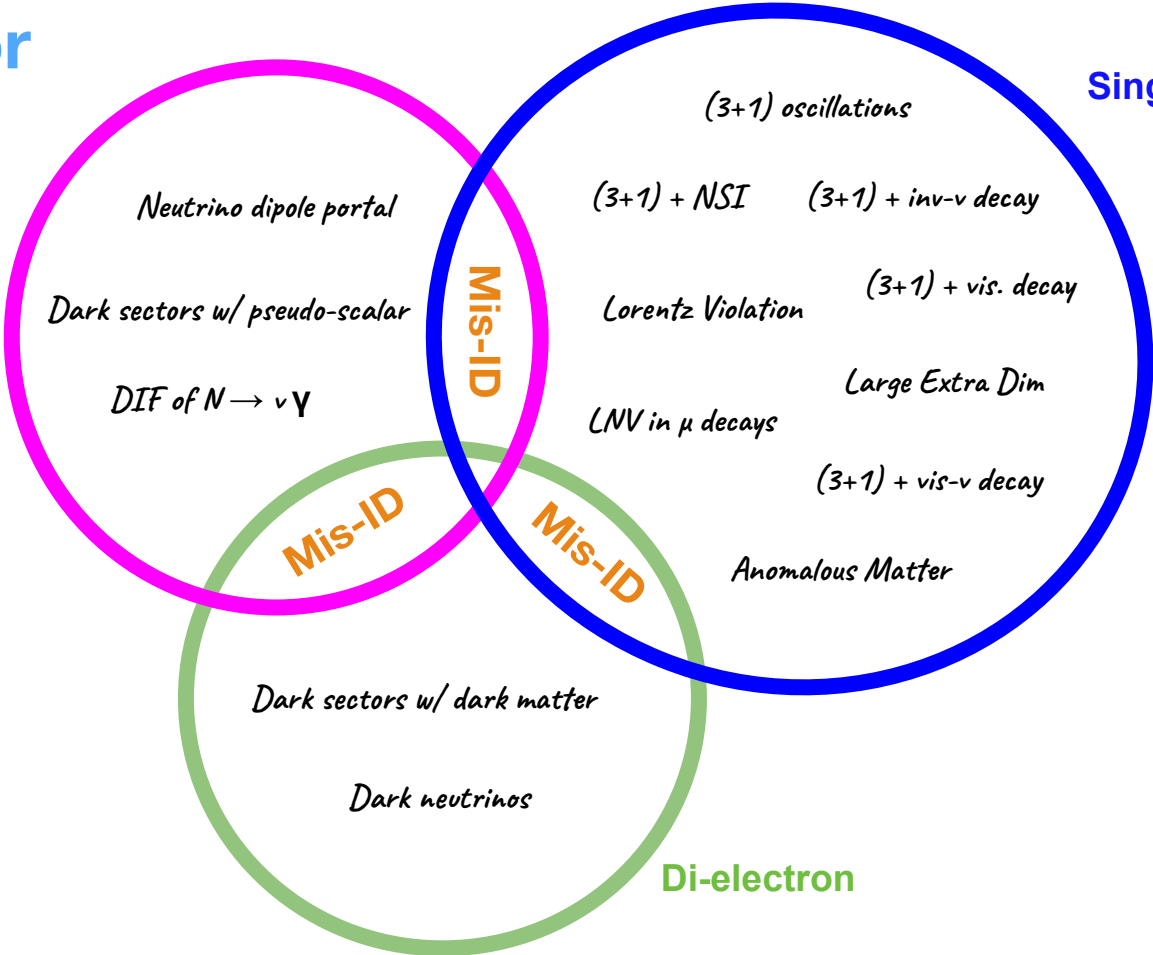 or
Sing
(3+1) oscillations
(3+1) + NSI
(3+1) + inv-ν decay
Neutrino dipole portal
(3+1) + vis. decay
Lorentz Violation
Dark sectors w/ pseudo-scalar
Mis-ID
Large Extra Dim
DIF of N → ν γ
LNV in μ decays
(3+1) + vis-ν decay
Mis-ID
Mis-ID
Anomalous Matter
Dark sectors w/ dark matter
Dark neutrinos
Di-electron